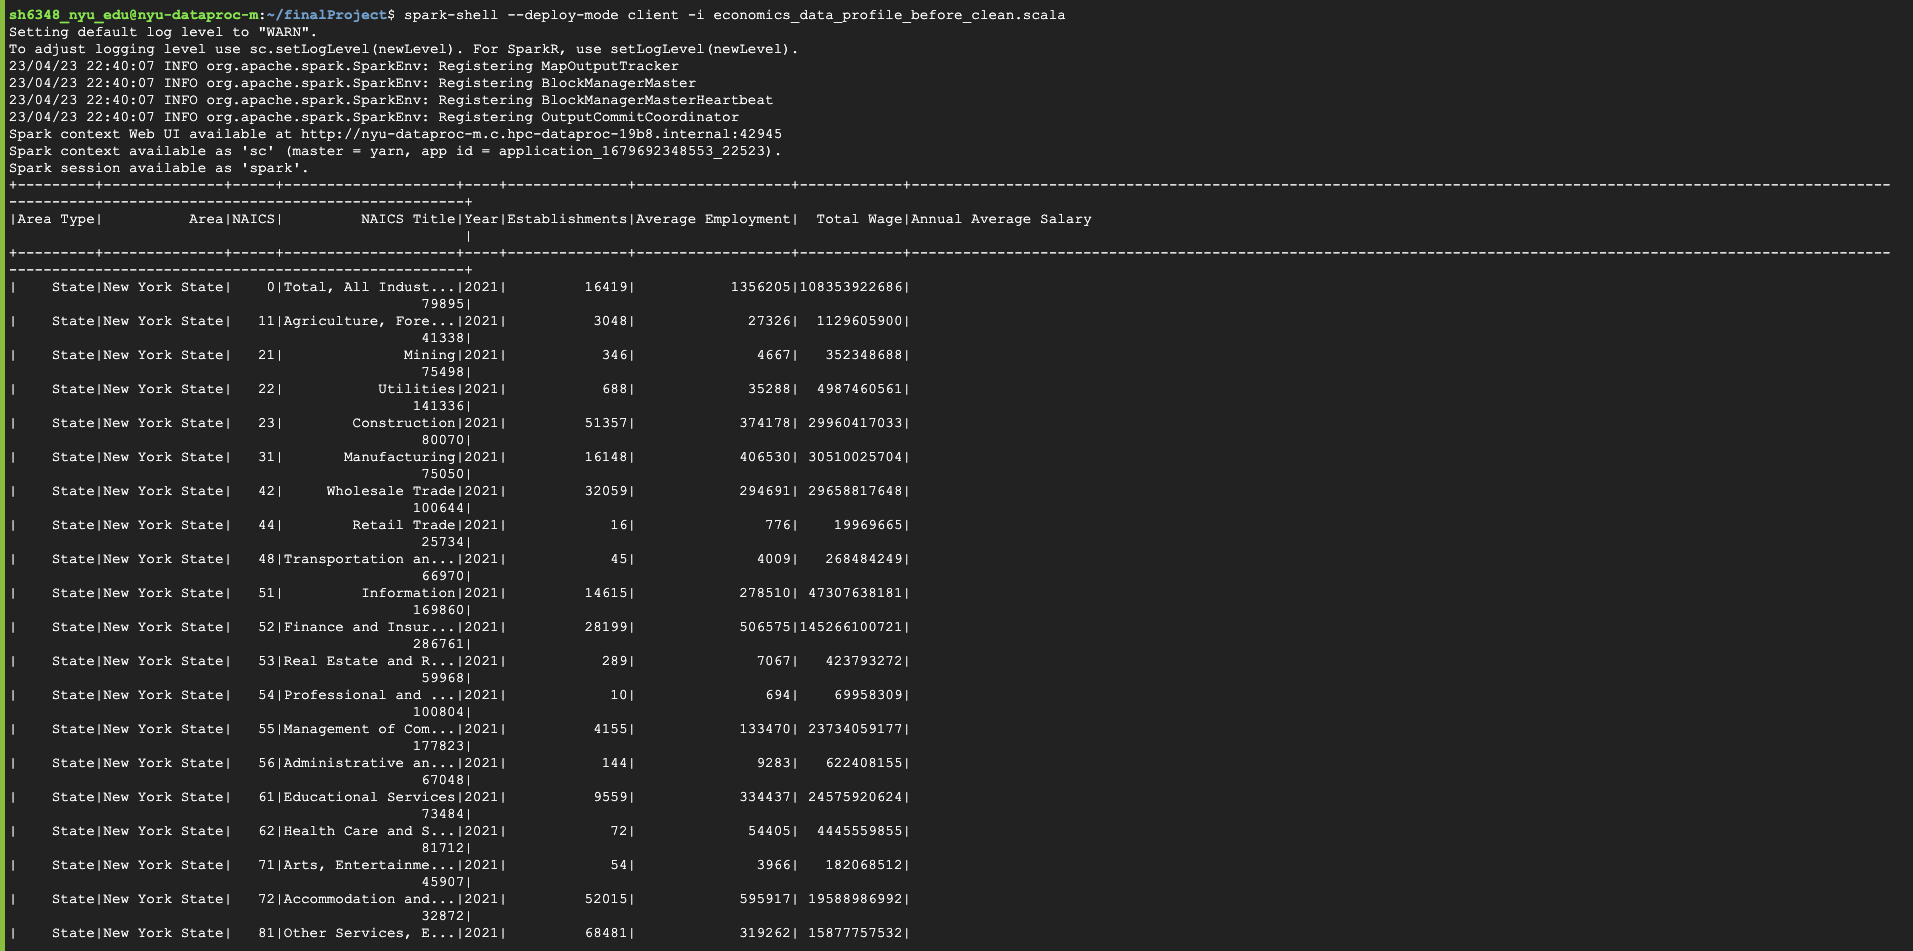 sh6348_nyu_edu@nyu-dataproc-m:~/finalProject$ spark-shell --deploy-mode client -i economics_data_profile_before_clean.scala
Setting default log level to "WARN".
To adjust logging level use sc.setLogLevel(newLevel). For SparkR, use setLogLevel(newLevel).
23/04/23 22:40:07 INFO org.apache.spark.SparkEnv: Registering MapOutputTracker
23/04/23 22:40:07 INFO org.apache.spark.SparkEnv: Registering BlockManagerMaster
23/04/23 22:40:07 INFO org.apache.spark.SparkEnv: Registering BlockManagerMasterHeartbeat
23/04/23 22:40:07 INFO org.apache.spark.SparkEnv: Registering OutputCommitCoordinator
Spark context Web UI available at http://nyu-dataproc-m.c.hpc-dataproc-19b8.internal:42945
Spark context available as 'sc' (master = yarn, app id = application_1679692348553_22523).
Spark session available as 'spark'.
+---------+--------------+-----+--------------------+----+--------------+------------------+------------+------------------------------------------------------------------------------------------------------------------
-----------------------------------------------------+
|Area Type|          Area|NAICS|         NAICS Title|Year|Establishments|Average Employment|  Total Wage|Annual Average Salary
                                                     |
+---------+--------------+-----+--------------------+----+--------------+------------------+------------+------------------------------------------------------------------------------------------------------------------
-----------------------------------------------------+
|    State|New York State|    0|Total, All Indust...|2021|         16419|           1356205|108353922686|
                                                79895|
|    State|New York State|   11|Agriculture, Fore...|2021|          3048|             27326|  1129605900|
                                                41338|
|    State|New York State|   21|              Mining|2021|           346|              4667|   352348688|
                                                75498|
|    State|New York State|   22|           Utilities|2021|           688|             35288|  4987460561|
                                               141336|
|    State|New York State|   23|        Construction|2021|         51357|            374178| 29960417033|
                                                80070|
|    State|New York State|   31|       Manufacturing|2021|         16148|            406530| 30510025704|
                                                75050|
|    State|New York State|   42|     Wholesale Trade|2021|         32059|            294691| 29658817648|
                                               100644|
|    State|New York State|   44|        Retail Trade|2021|            16|               776|    19969665|
                                                25734|
|    State|New York State|   48|Transportation an...|2021|            45|              4009|   268484249|
                                                66970|
|    State|New York State|   51|         Information|2021|         14615|            278510| 47307638181|
                                               169860|
|    State|New York State|   52|Finance and Insur...|2021|         28199|            506575|145266100721|
                                               286761|
|    State|New York State|   53|Real Estate and R...|2021|           289|              7067|   423793272|
                                                59968|
|    State|New York State|   54|Professional and ...|2021|            10|               694|    69958309|
                                               100804|
|    State|New York State|   55|Management of Com...|2021|          4155|            133470| 23734059177|
                                               177823|
|    State|New York State|   56|Administrative an...|2021|           144|              9283|   622408155|
                                                67048|
|    State|New York State|   61|Educational Services|2021|          9559|            334437| 24575920624|
                                                73484|
|    State|New York State|   62|Health Care and S...|2021|            72|             54405|  4445559855|
                                                81712|
|    State|New York State|   71|Arts, Entertainme...|2021|            54|              3966|   182068512|
                                                45907|
|    State|New York State|   72|Accommodation and...|2021|         52015|            595917| 19588986992|
                                                32872|
|    State|New York State|   81|Other Services, E...|2021|         68481|            319262| 15877757532|